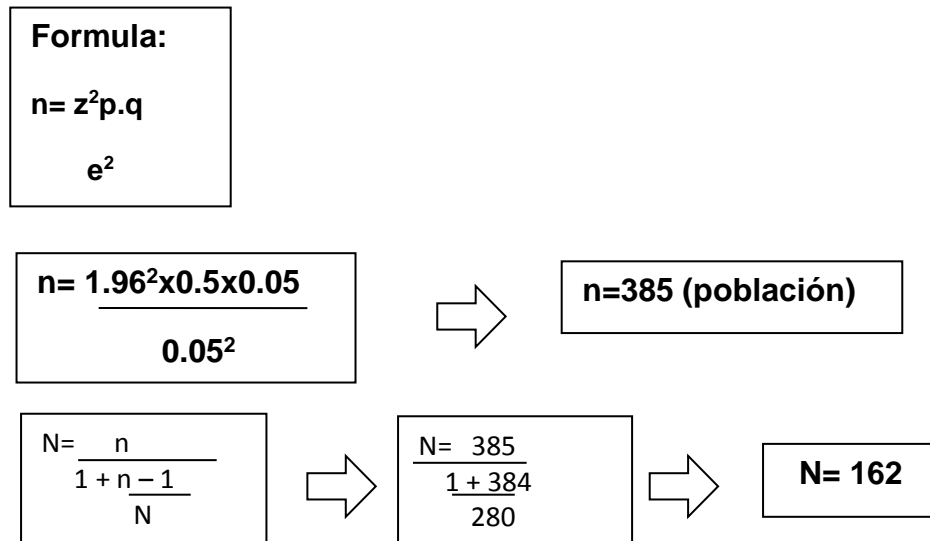 Formula:
n= z²p.q
e²
n= 1.96²x0.5x0.05
0.05²
n=385 (población)
N= n
1 + n – 1
N
N= 385
1 + 384
280
N= 162